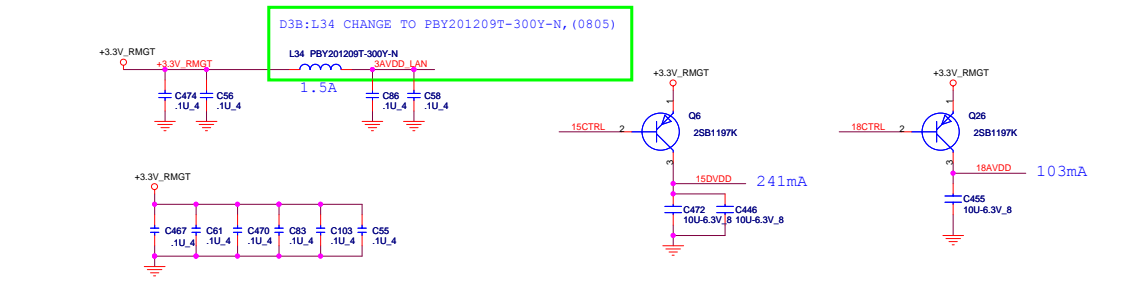 D3B:L34 CHANGE TO PBY201209T-300Y-N,(0805)
+3.3V_RMGT
+3.3V_RMGT
L34 PBY201209T-300Y-N
3AVDD_LAN
1.5A
C474
.1U_4
C56
.1U_4
C86
.1U_4
C58
.1U_4
+3.3V_RMGT
1
Q6
2SB1197K
15CTRL
2
3
15DVDD
241mA
C472
10U-6.3V_8
C446
10U-6.3V_8
+3.3V_RMGT
1
Q26
2SB1197K
18CTRL
2
3
18AVDD
103mA
C455
10U-6.3V_8
+3.3V_RMGT
C467
.1U_4
C61
.1U_4
C470
.1U_4
C83
.1U_4
C103
.1U_4
C55
.1U_4